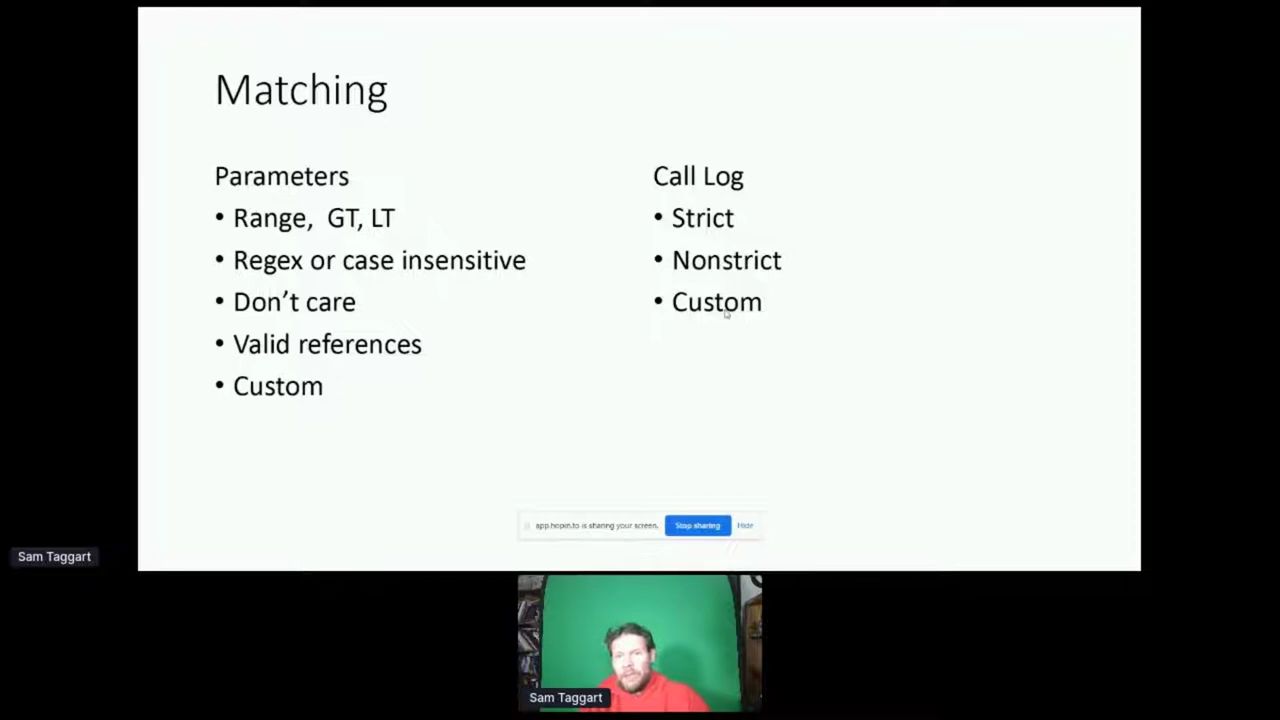 Matching
Parameters
• Range,  GT, LT
• Regex or case insensitive
• Don’t care
• Valid references
• Custom
Call Log
• Strict
• Nonstrict
• Custom
app.hopin.to is sharing your screen.
Stop sharing
Hide
Sam Taggart
Sam Taggart